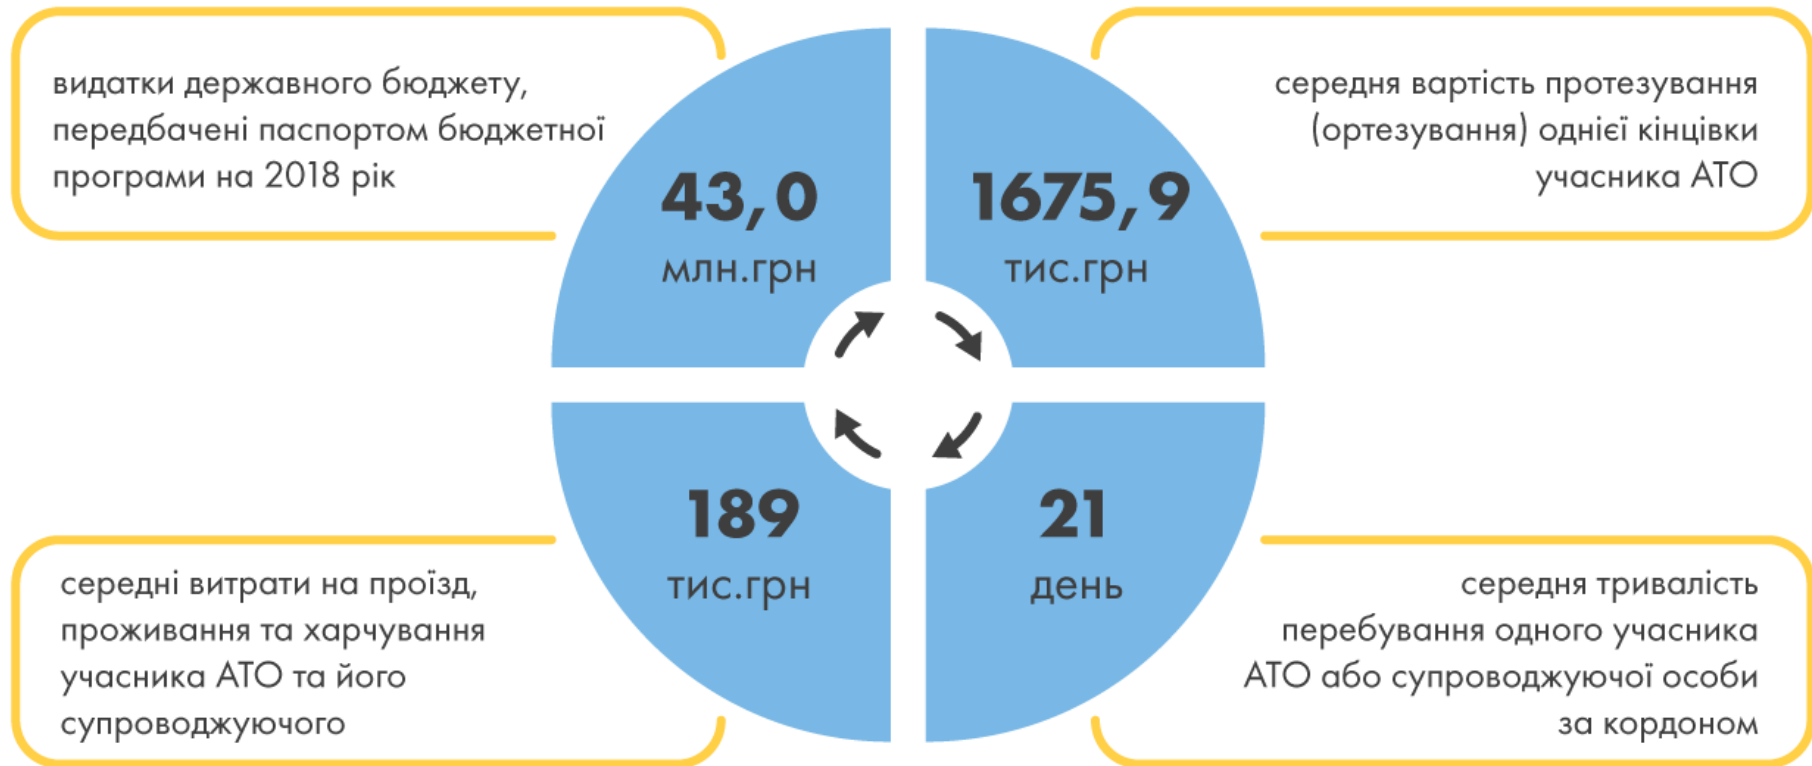 видатки державного бюджету,
передбачені паспортом бюджетної
програми на 2018 рік
43,0
млн.грн
1675,9
тис.грн
середня вартість протезування
(ортезування) однієї кінцівки
учасника АТО
189
тис.грн
середні витрати на проїзд,
проживання та харчування
учасника АТО та його
супроводжуючого
21
день
середня тривалість
перебування одного учасника
АТО або супроводжуючої особи
за кордоном